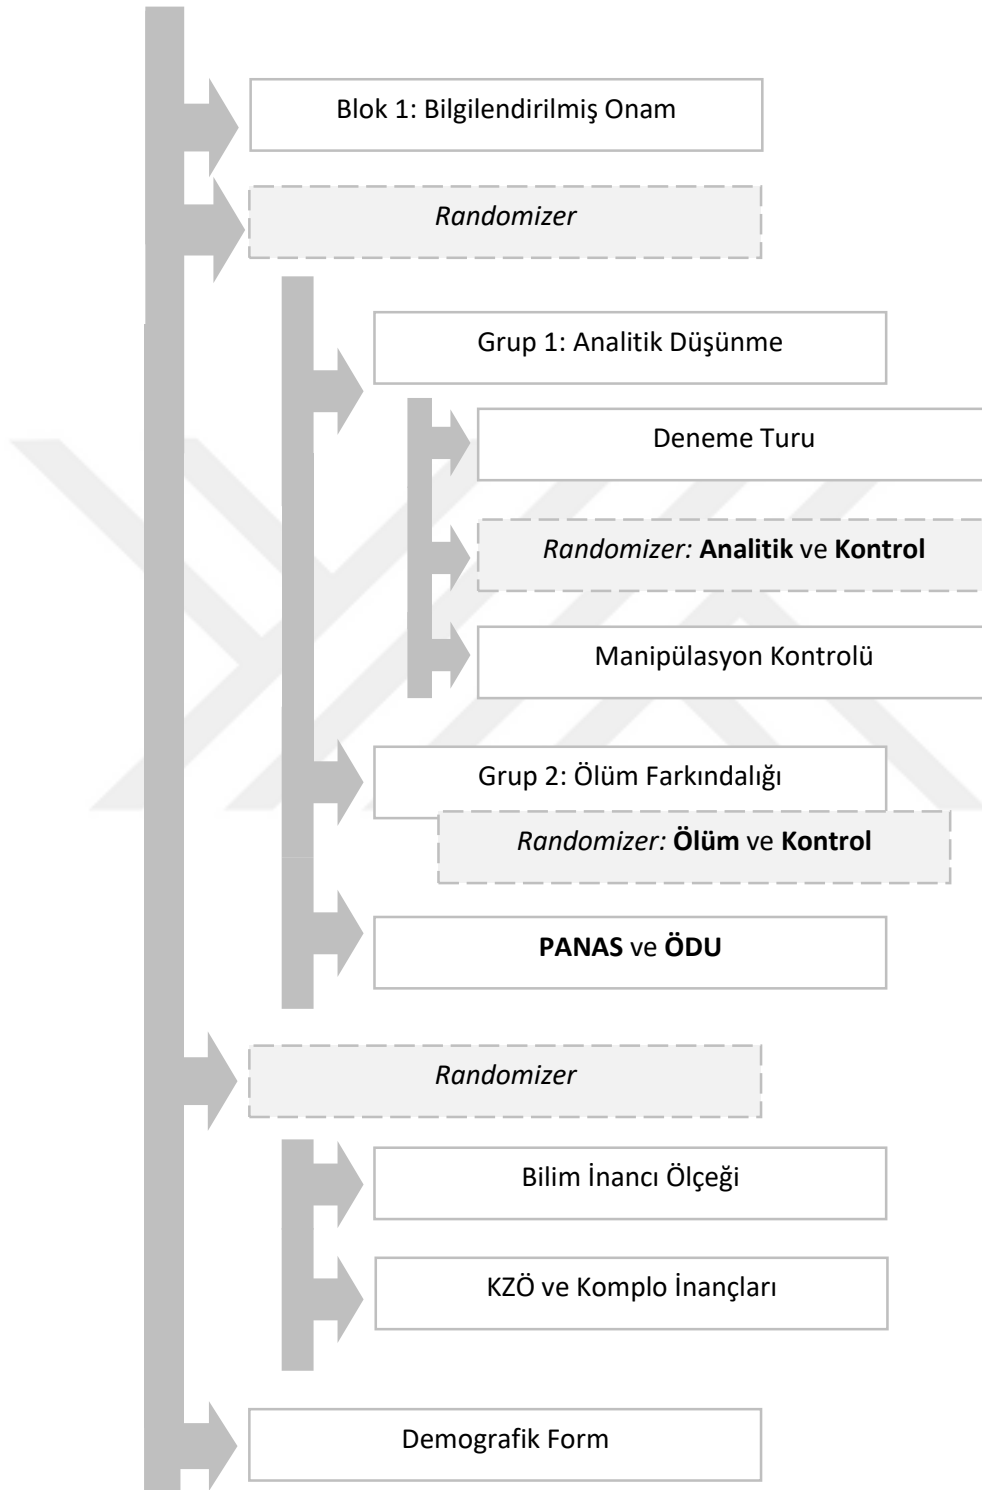 Blok 1: Bilgilendirilmiş Onam
Randomizer
Grup 1: Analitik Düşünme
Deneme Turu
Randomizer: Analitik ve Kontrol
Manipülasyon Kontrolü
Grup 2: Ölüm Farkındalığı
Randomizer: Ölüm ve Kontrol
PANAS ve ÖDU
Randomizer
Bilim İnancı Ölçeği
KZÖ ve Komplo İnançları
Demografik Form